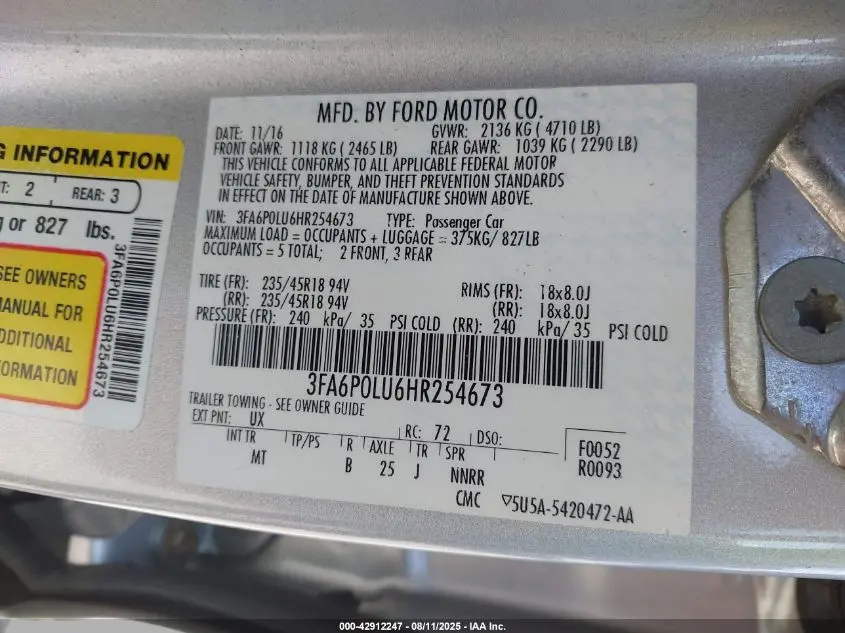 MFD. BY FORD MOTOR CO.
DATE: 11/16 GVWR: 2136 KG ( 4710 LB)
FRONT GAWR: 1118 KG ( 2465 LB) REAR GAWR: 1039 KG ( 2290 LB)
THIS VEHICLE CONFORMS TO ALL APPLICABLE FEDERAL MOTOR
VEHICLE SAFETY, BUMPER, AND THEFT PREVENTION STANDARDS
IN EFFECT ON THE DATE OF MANUFACTURE SHOWN ABOVE.
VIN: 3FA6P0LU6HR254673 TYPE: Passenger Car
MAXIMUM LOAD = OCCUPANTS + LUGGAGE = 375KG/ 827LB
OCCUPANTS = 5 TOTAL; 2 FRONT, 3 REAR
TIRE (FR): 235/45R18 94V RIMS (FR): 18x8.0J
(RR): 235/45R18 94V (RR): 18x8.0J
PRESSURE (FR): 240 kPa/ 35 PSI COLD (RR): 240 kPa/ 35 PSI COLD
3FA6P0LU6HR254673
TRAILER TOWING - SEE OWNER GUIDE
EXT PNT: UX RC: 72 DSO: F0052
R0093
INT TR TP/PS R AXLE TR SPR
MT B 25 J NNRR
CMC ▽5U5A-5420472-AA
G INFORMATION
T: 2 REAR: 3
or 827 lbs.
SEE OWNERS
MANUAL FOR
DDITIONAL
FORMATION
3FA6P0LU6HR254673
000-42912247 - 08/11/2025 - IAA Inc.